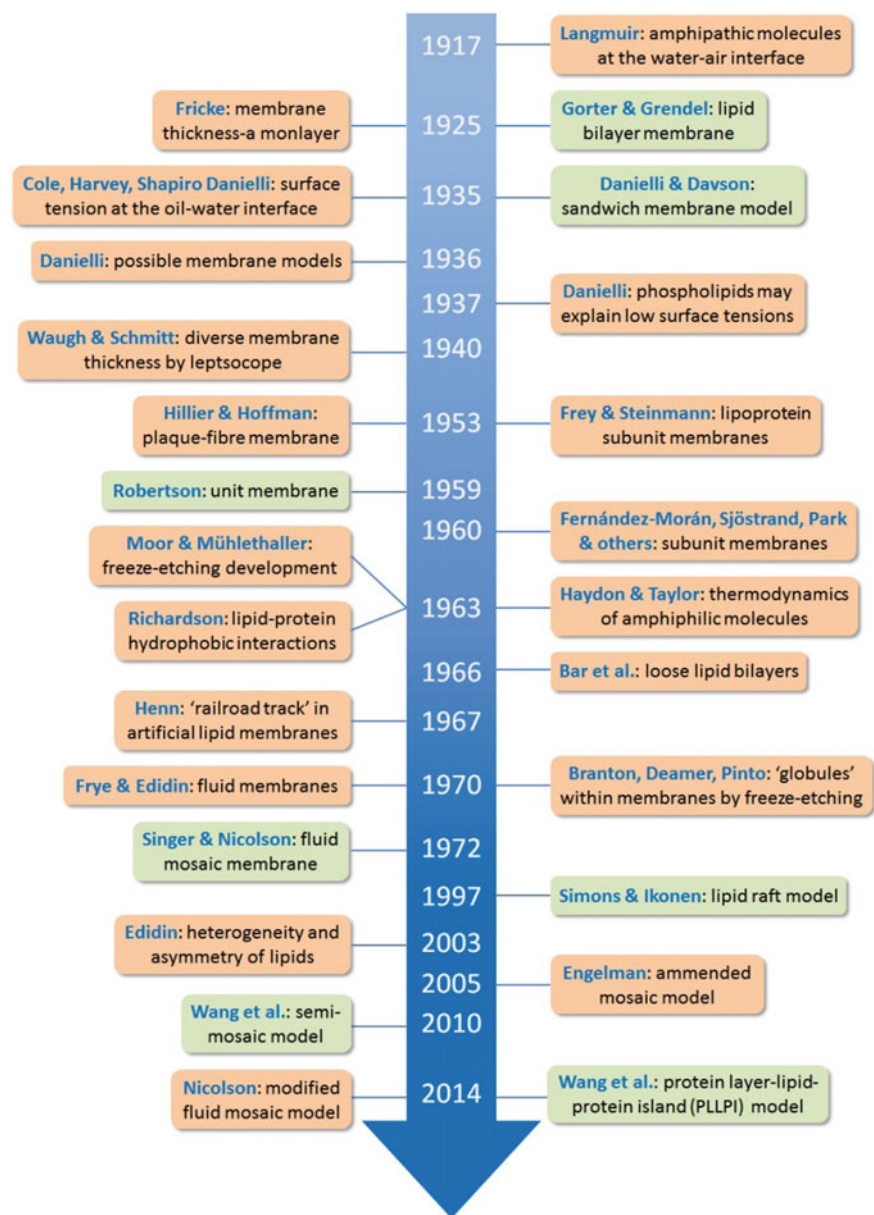 1917
Langmuir: amphipathic molecules
at the water-air interface
Fricke: membrane
thickness-a monlayer
1925
Gorter & Grendel: lipid
bilayer membrane
Cole, Harvey, Shapiro Danielli: surface
tension at the oil-water interface
1935
Danielli & Davson:
sandwich membrane model
Danielli: possible membrane models
1936
1937
Danielli: phospholipids may
explain low surface tensions
Waugh & Schmitt: diverse membrane
thickness by leptsocope
1940
Hillier & Hoffman:
plaque-fibre membrane
1953
Frey & Steinmann: lipoprotein
subunit membranes
Robertson: unit membrane
1959
1960
Fernández-Morán, Sjöstrand, Park
& others: subunit membranes
Moor & Mühlethaller:
freeze-etching development
Richardson: lipid-protein
hydrophobic interactions
1963
Haydon & Taylor: thermodynamics
of amphiphilic molecules
1966
Bar et al.: loose lipid bilayers
Henn: ‘railroad track’ in
artificial lipid membranes
1967
Frye & Edidin: fluid membranes
1970
Branton, Deamer, Pinto: ‘globules’
within membranes by freeze-etching
Singer & Nicolson: fluid
mosaic membrane
1972
1997
Simons & Ikonen: lipid raft model
Edidin: heterogeneity and
asymmetry of lipids
2003
2005
Engelman: ammended
mosaic model
Wang et al.: semi-
mosaic model
2010
Nicolson: modified
fluid mosaic model
2014
Wang et al.: protein layer-lipid-
protein island (PLLPI) model